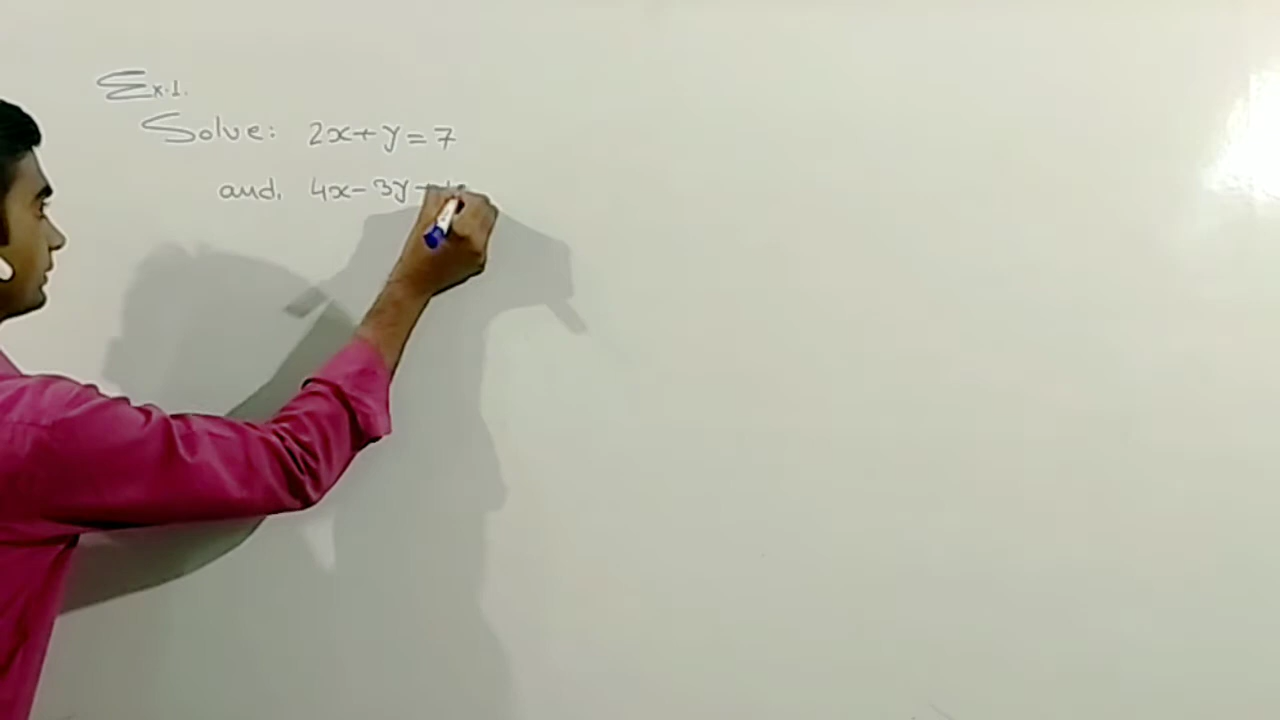 Ex.1.
Solve: 2x+y=7
and. 4x-3y+